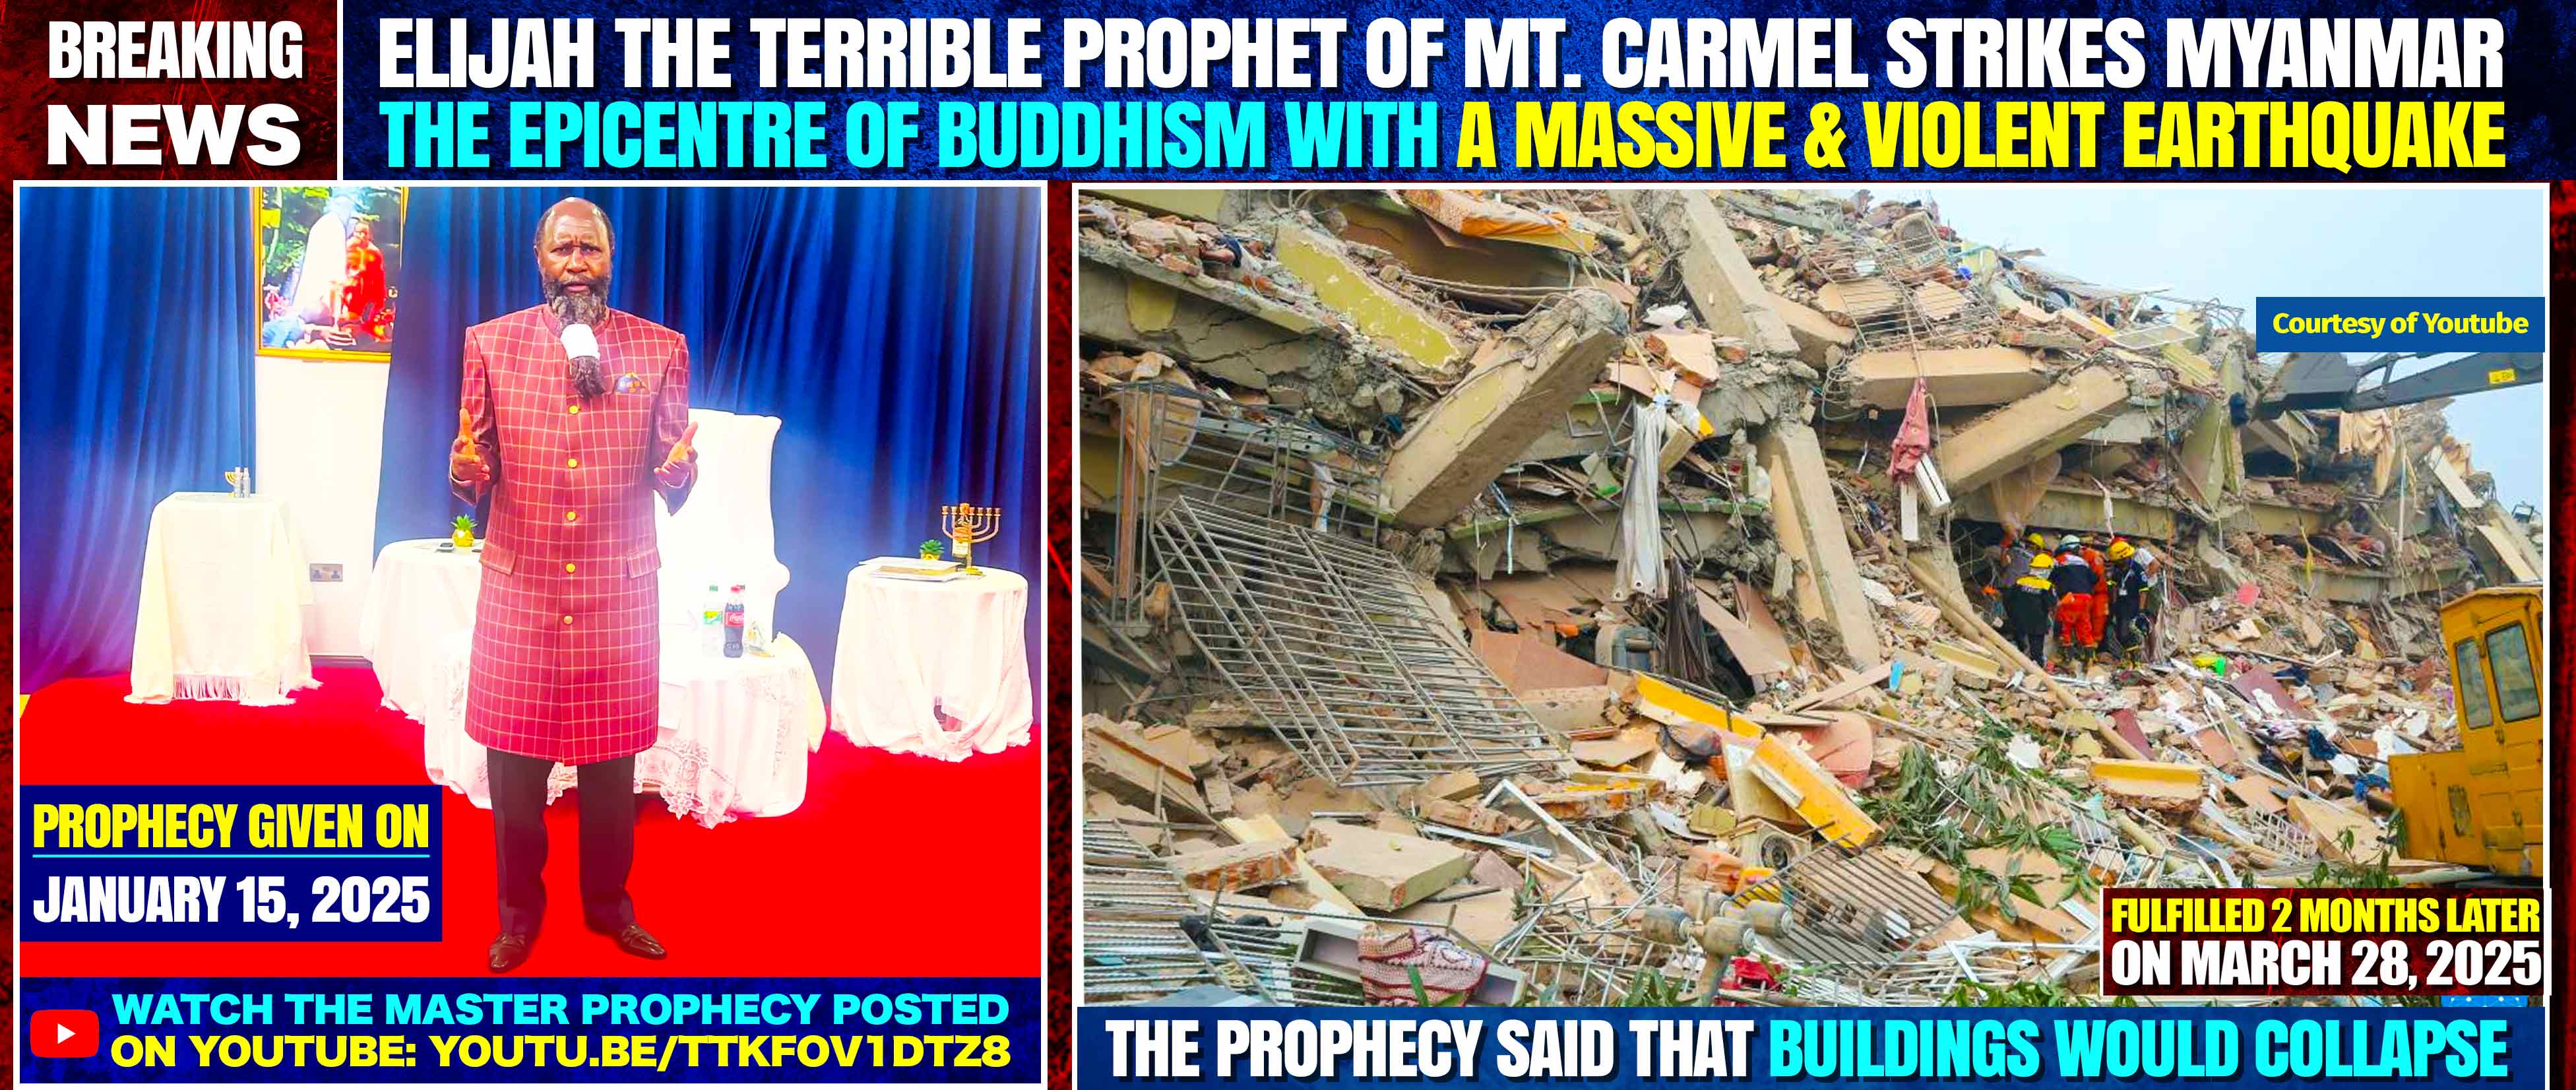 BREAKING
NEWS
ELIJAH THE TERRIBLE PROPHET OF MT. CARMEL STRIKES MYANMAR
THE EPICENTRE OF BUDDHISM WITH A MASSIVE & VIOLENT EARTHQUAKE
Courtesy of Youtube
PROPHECY GIVEN ON
JANUARY 15, 2025
FULFILLED 2 MONTHS LATER
ON MARCH 28, 2025
WATCH THE MASTER PROPHECY POSTED
ON YOUTUBE: YOUTU.BE/TTKFOV1DTZ8
THE PROPHECY SAID THAT BUILDINGS WOULD COLLAPSE